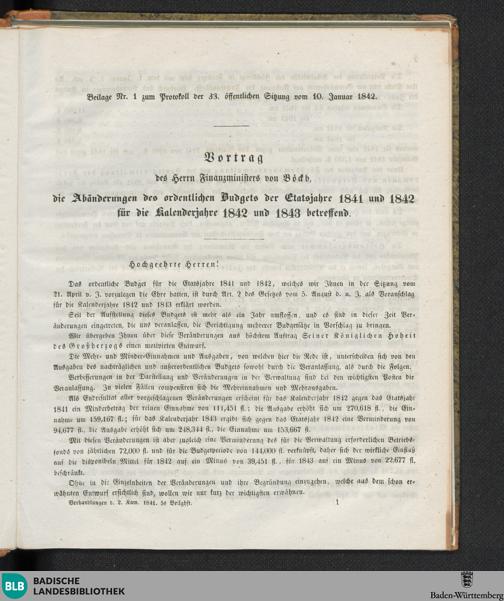 Beilage Nr. 1 zum Protokoll der 33. öffentlichen Sitzung vom 10. Januar 1842.
Vortrag
des Herrn Finanzministers von Böckh,
die Abänderungen des ordentlichen Budgets der Etatsjahre 1841 und 1842
für die Kalenderjahre 1842 und 1843 betreffend.
Hochgeehrte Herren!
Das ordentliche Budget für die Etatsjahre 1841 und 1842, welches wir Ihnen in der Sitzung vom
21. April v. J. vorzulegen die Ehre hatten, ist durch Art. 2 des Gesetzes vom 5. August d. n. J. als Voranschlag
für die Kalenderjahre 1842 und 1843 erklärt worden.
Seit der Aufstellung dieses Budgets ist mehr als ein Jahr umflossen, und es sind in dieser Zeit Ver-
änderungen eingetreten, die uns veranlassen, die Berichtigung mehrerer Budgetsätze in Vorschlag zu bringen.
Wir übergeben Ihnen über diese Veränderungen aus höchstem Auftrag Seiner Königlichen Hoheit
des Großherzogs einen motivirten Entwurf.
Die Mehr- und Minder-Einnahmen und Ausgaben, von welchen hier die Rede ist, unterscheiden sich von den
Ausgaben des nachträglichen und außerordentlichen Budgets sowohl durch die Veranlassung, als durch die Folgen.
Verbesserungen in der Darstellung und Veränderungen in der Verwaltung sind bei den wichtigsten Posten die
Veranlassung. In vielen Fällen compensiren sich die Mehreinnahmen und Mehrausgaben.
Als Endresultat aller vorgeschlagenen Veränderungen erscheint für das Kalenderjahr 1842 gegen das Etatsjahr
1841 ein Minderbetrag der reinen Einnahme von 111,451 fl.; die Ausgabe erhöht sich um 270,618 fl., die Ein-
nahme um 159,167 fl.; für das Kalenderjahr 1843 ergibt sich gegen das Etatsjahr 1842 eine Verminderung von
94,677 fl. die Ausgabe erhöht sich um 248,344 fl., die Einnahme um 153,667 fl.
Mit diesen Veränderungen ist aber zugleich eine Verminderung des für die Verwaltung erforderlichen Betriebs-
fonds von jährlichen 72,000 fl. und für die Budgetperiode von 144,000 fl. verknüpft, daher sich der wirkliche Einfluß
auf die disponibeln Mittel für 1842 auf ein Minus von 39,451 fl., für 1843 auf ein Minus von 22,677 fl.
beschränkt.
Ohne in die Einzelnheiten der Veränderungen und ihre Begründung einzugehen, welche aus dem schon er-
wähnten Entwurf ersichtlich sind, wollen wir nur kurz der wichtigsten erwähnen.
Verhandlungen d. 2. Kam. 1841. 5s Beilghft. 1
BLB BADISCHE
LANDESBIBLIOTHEK
Baden-Württemberg